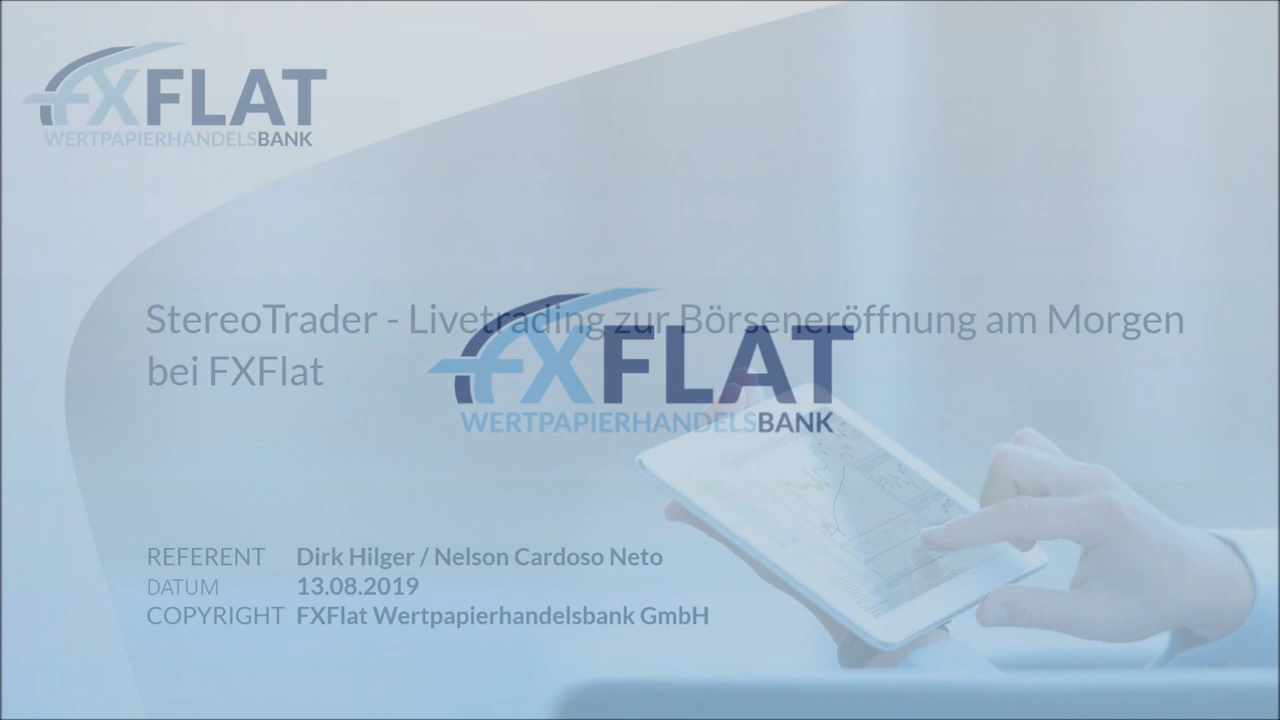 FXFLAT
WERTPAPIERHANDELSBANK
StereoTrader - Livetrading zur Börseneröffnung am Morgen
bei FXFlat
FXFLAT
WERTPAPIERHANDELSBANK
REFERENT Dirk Hilger / Nelson Cardoso Neto
DATUM 13.08.2019
COPYRIGHT FXFlat Wertpapierhandelsbank GmbH